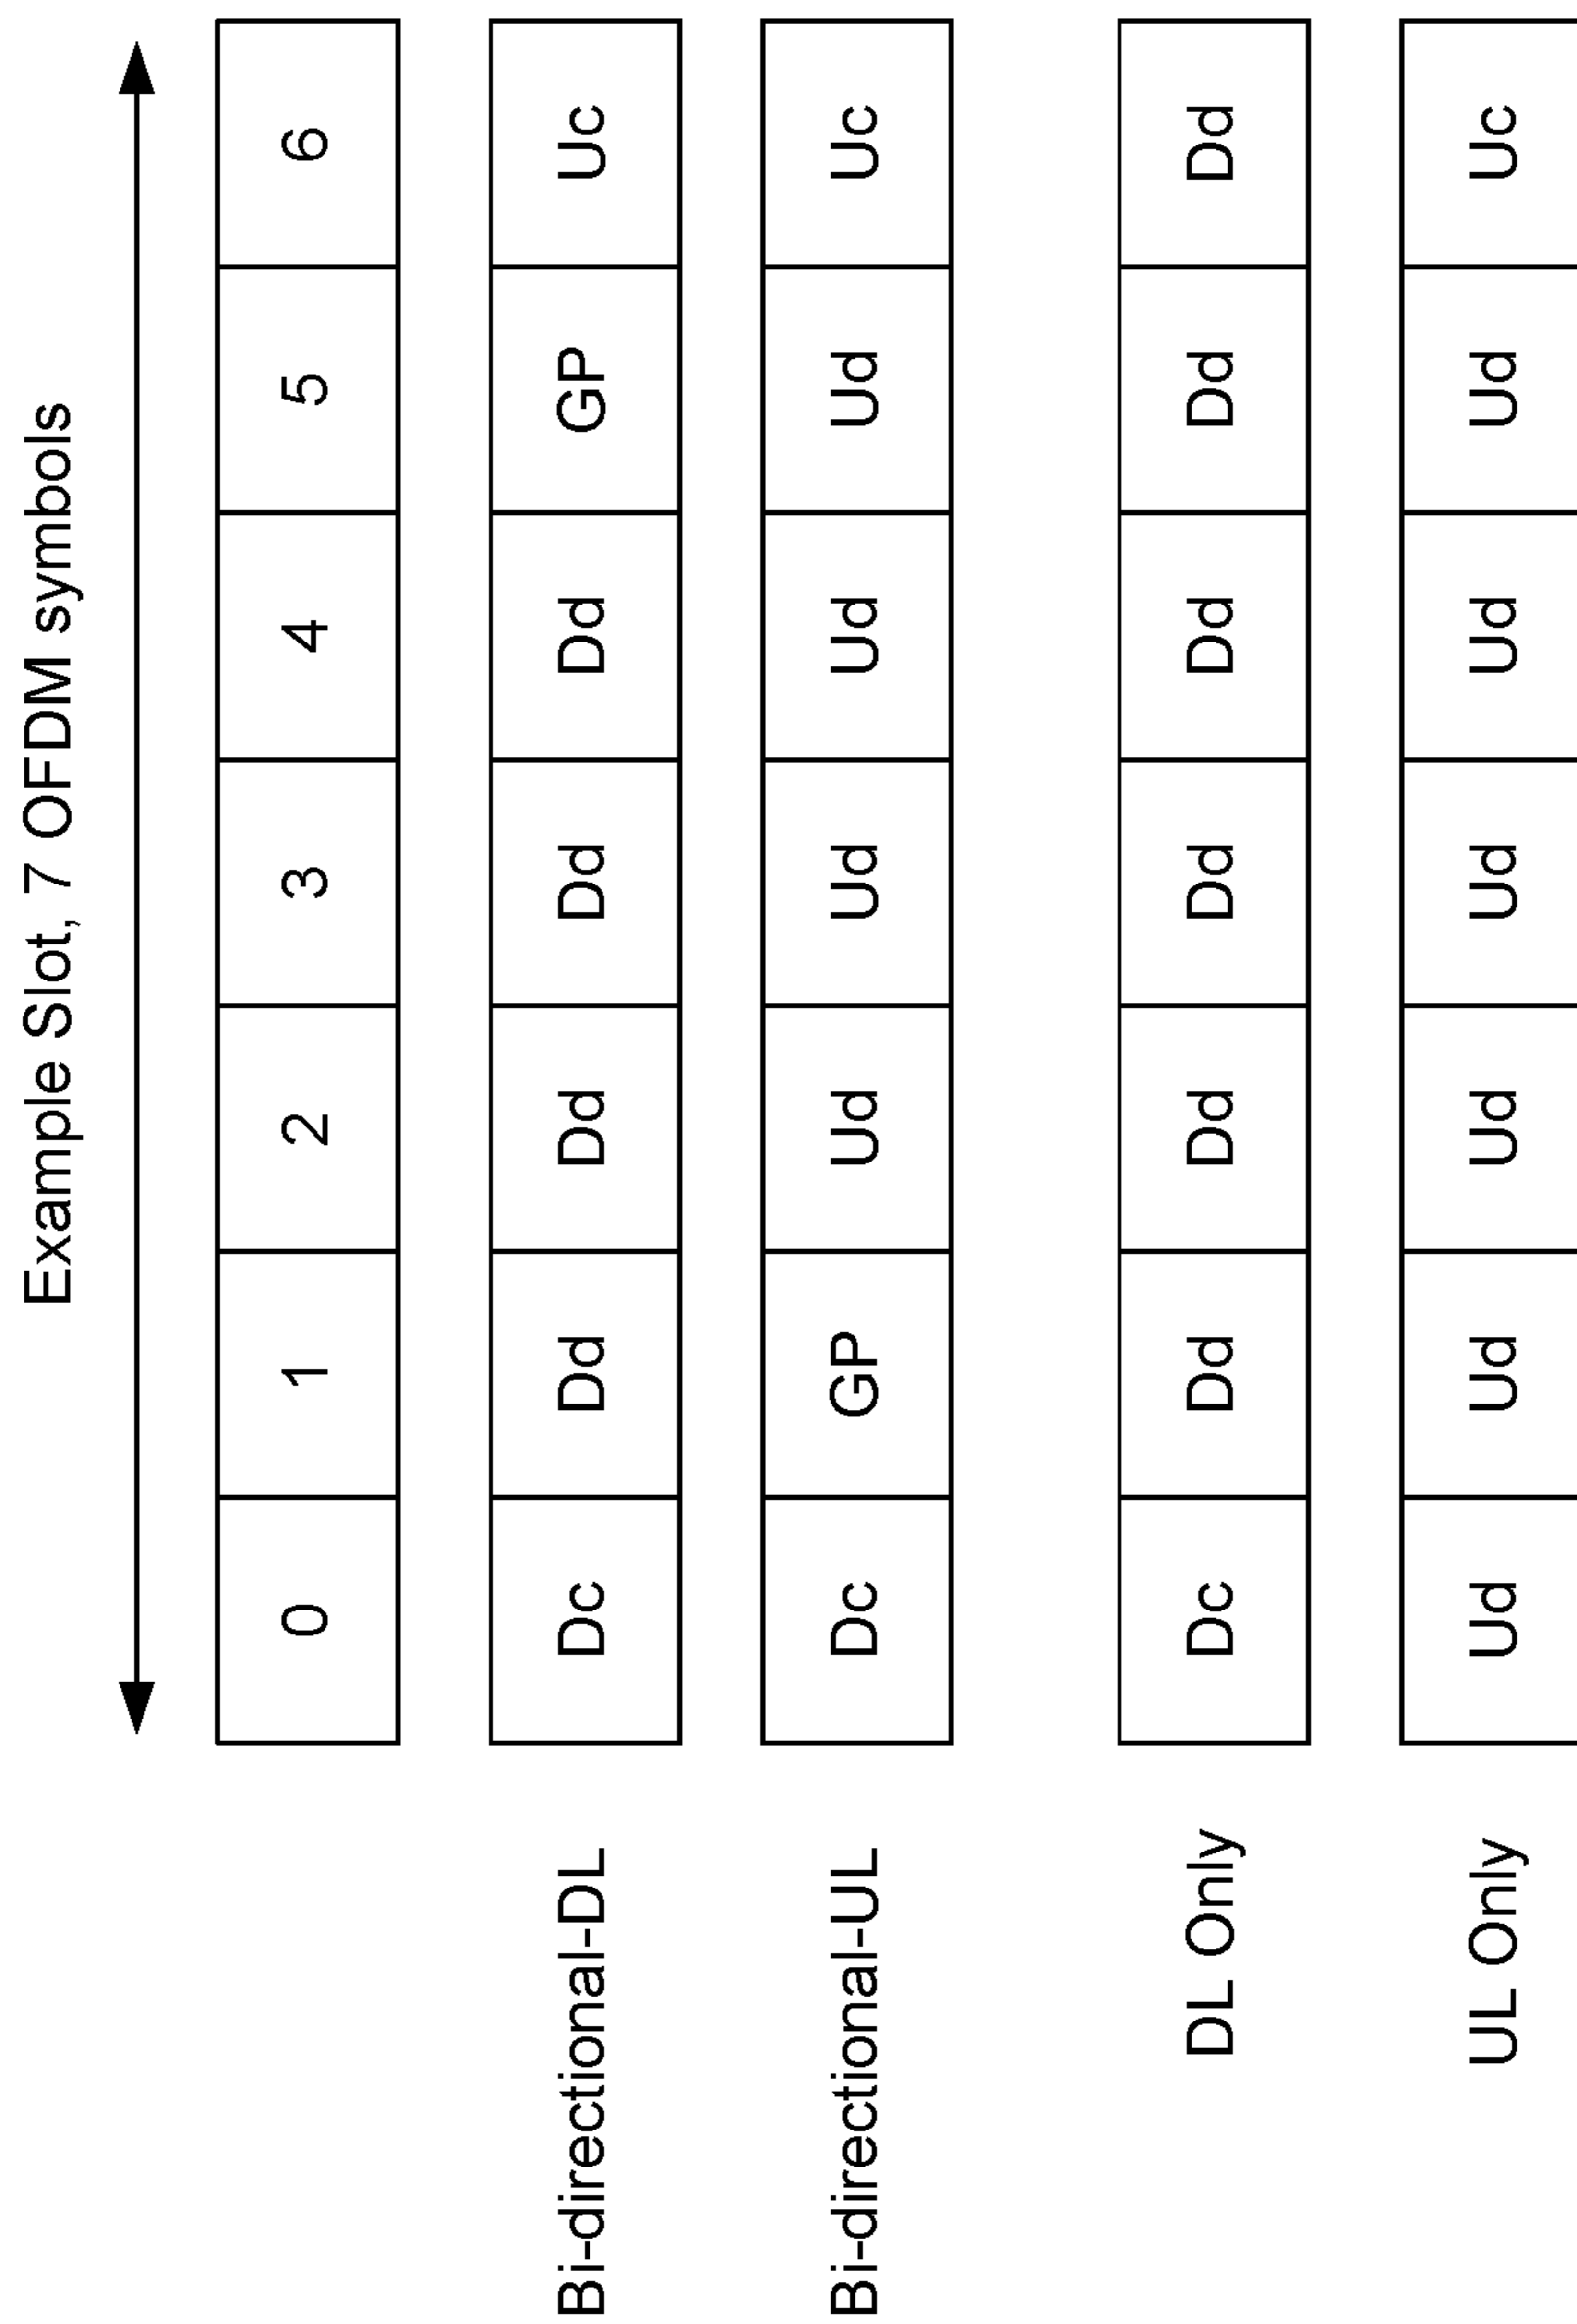 Example Slot, 7 OFDM symbols
0 1 2 3 4 5 6
Bi-directional-DL Dc Dd Dd Dd Dd GP Uc
Bi-directional-UL Dc GP Ud Ud Ud Ud Uc
DL Only Dc Dd Dd Dd Dd Dd Dd
UL Only Ud Ud Ud Ud Ud Ud Uc